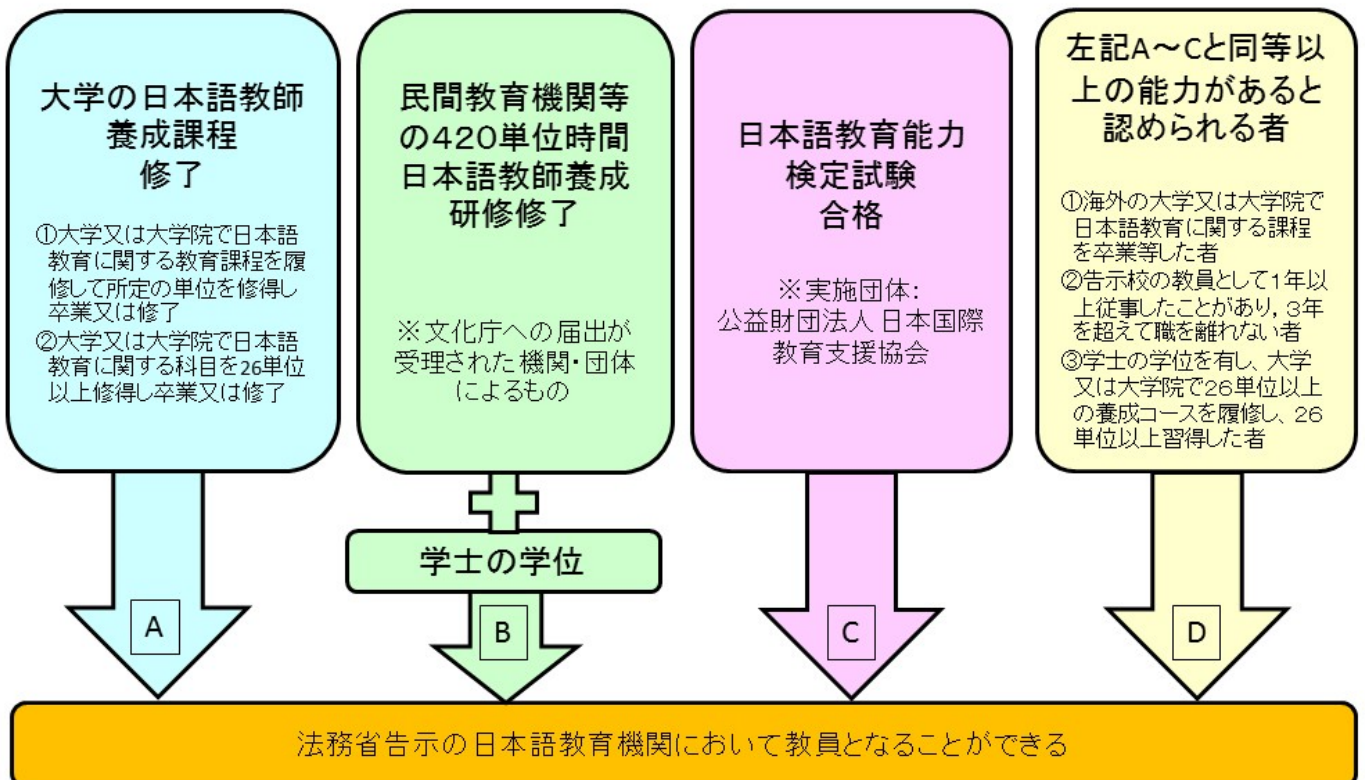 大学の日本語教師
養成課程
修了
①大学又は大学院で日本語
教育に関する教育課程を履
修して所定の単位を修得し
卒業又は修了
②大学又は大学院で日本語
教育に関する科目を26単位
以上修得し卒業又は修了
A
民間教育機関等
の420単位時間
日本語教師養成
研修修了
※文化庁への届出が
受理された機関・団体
によるもの
学士の学位
B
日本語教育能力
検定試験
合格
※実施団体:
公益財団法人 日本国際
教育支援協会
C
左記A～Cと同等以
上の能力があると
認められる者
①海外の大学又は大学院で
日本語教育に関する課程
を卒業等した者
②告示校の教員として1年以
上従事したことがあり,3年
を超えて職を離れない者
③学士の学位を有し、大学
又は大学院で26単位以上
の養成コースを履修し、26
単位以上習得した者
D
法務省告示の日本語教育機関において教員となることができる